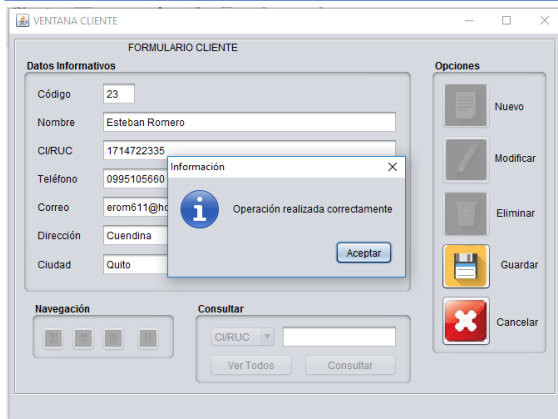 VENTANA CLIENTE
FORMULARIO CLIENTE
Datos Informativos
Código 23
Nombre Esteban Romero
CI/RUC 1714722335
Teléfono 0995105660
Correo erom611@h
Dirección Cuendina
Ciudad Quito
Información
Operación realizada correctamente
Aceptar
Opciones
Nuevo
Modificar
Eliminar
Guardar
Cancelar
Navegación
Consultar
CI/RUC
Ver Todos Consultar